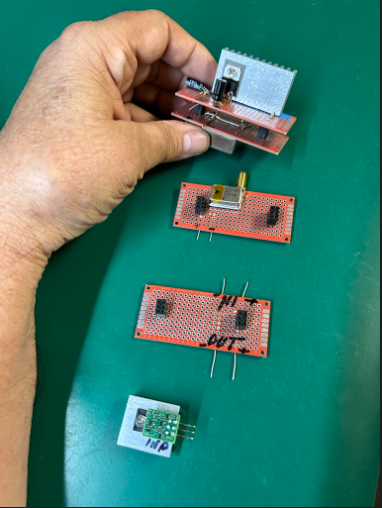 -IN +
-OUT+
INP